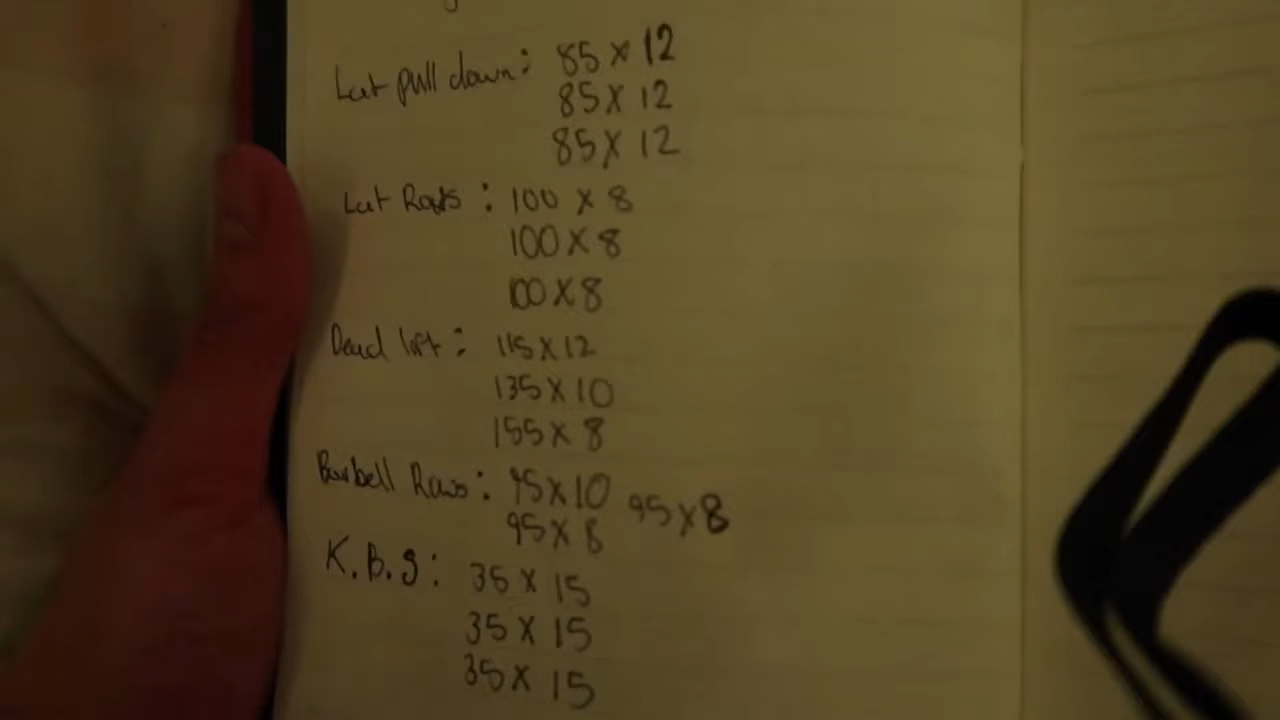 Lat pull down: 85 x 12
85 x 12
85 x 12
Lat Rows : 100 x 8
100 x 8
100 x 8
Dead lift : 115 x 12
135 x 10
155 x 8
Barbell Rows: 95 x 10
95 x 8 95 x 8
K.B.S: 35 x 15
35 x 15
35 x 15